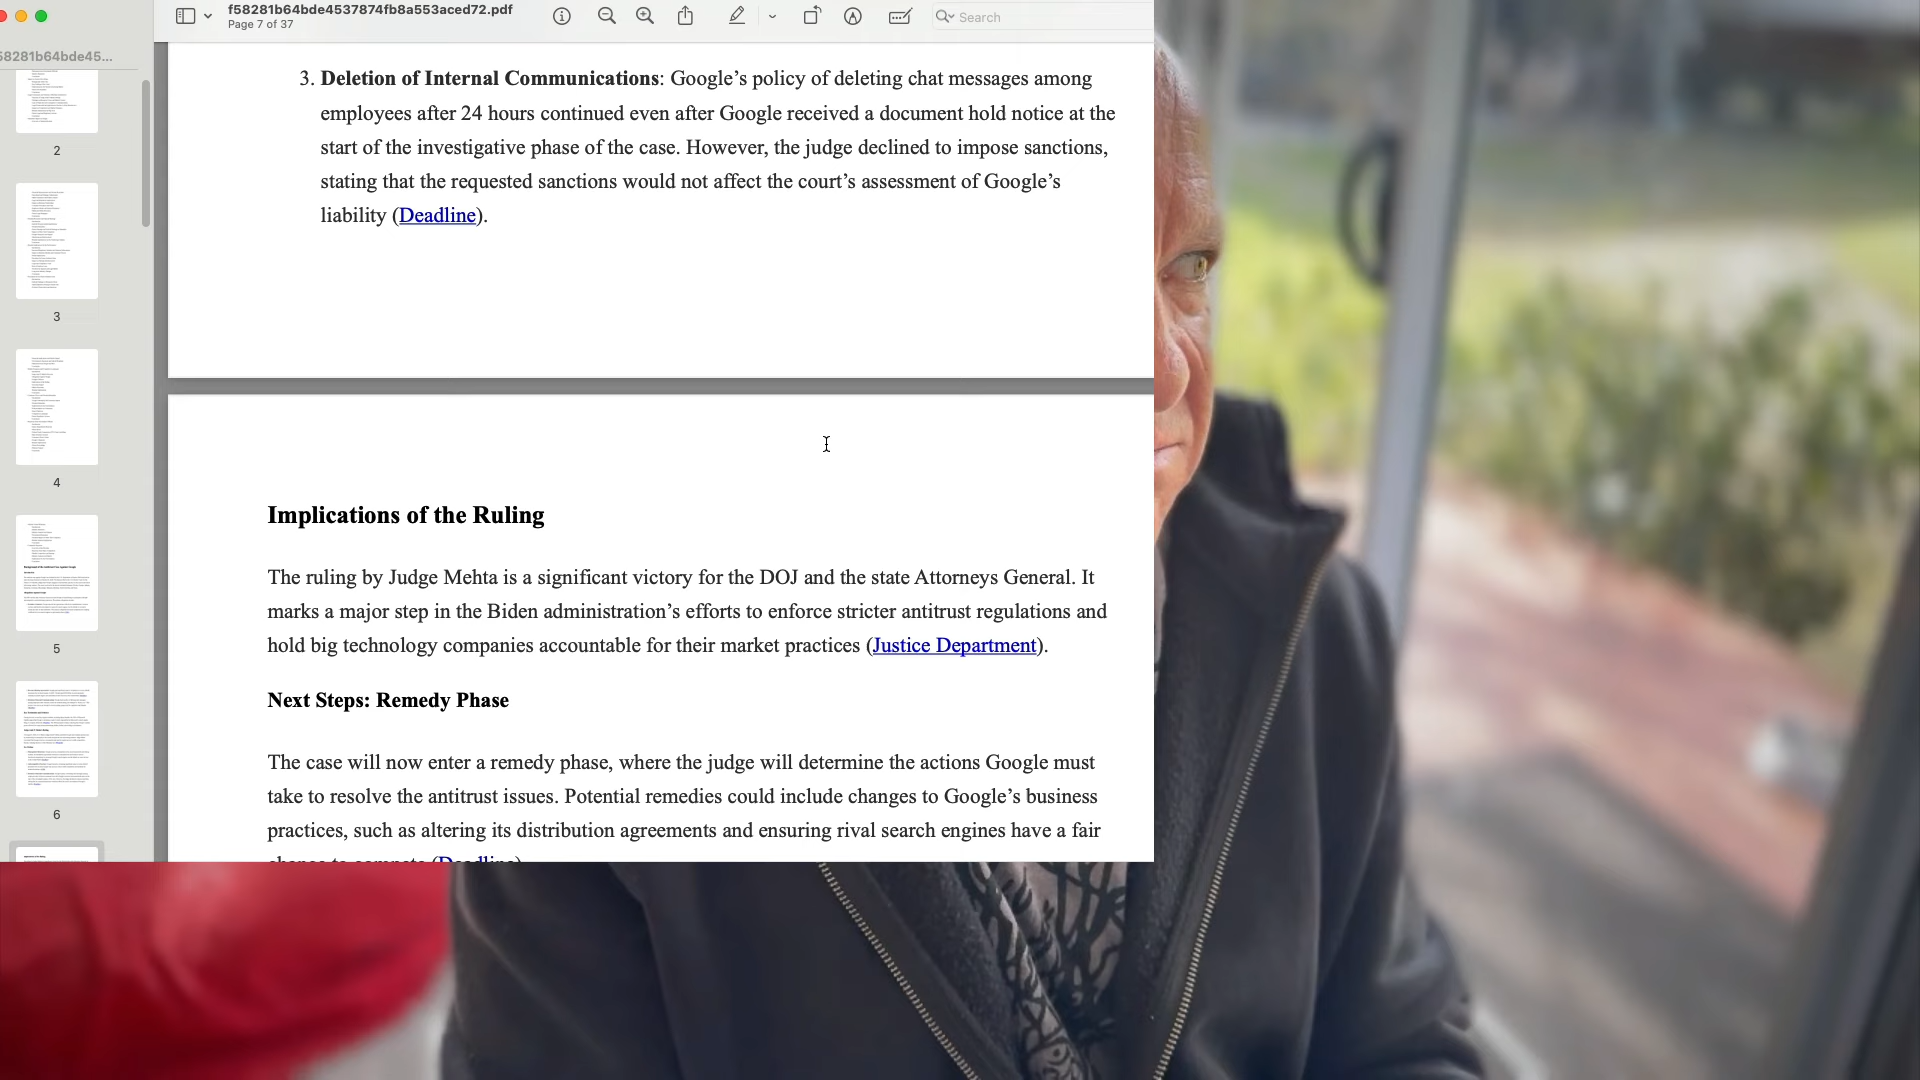 f58281b64bde4537874fb8a553aced72.pdf
Page 7 of 37
Search
58281b64bde45...
2
3
4
5
6
3. Deletion of Internal Communications: Google’s policy of deleting chat messages among
employees after 24 hours continued even after Google received a document hold notice at the
start of the investigative phase of the case. However, the judge declined to impose sanctions,
stating that the requested sanctions would not affect the court’s assessment of Google’s
liability (Deadline).
Implications of the Ruling
The ruling by Judge Mehta is a significant victory for the DOJ and the state Attorneys General. It
marks a major step in the Biden administration’s efforts to enforce stricter antitrust regulations and
hold big technology companies accountable for their market practices (Justice Department).
Next Steps: Remedy Phase
The case will now enter a remedy phase, where the judge will determine the actions Google must
take to resolve the antitrust issues. Potential remedies could include changes to Google’s business
practices, such as altering its distribution agreements and ensuring rival search engines have a fair
chance to compete (Deadline).